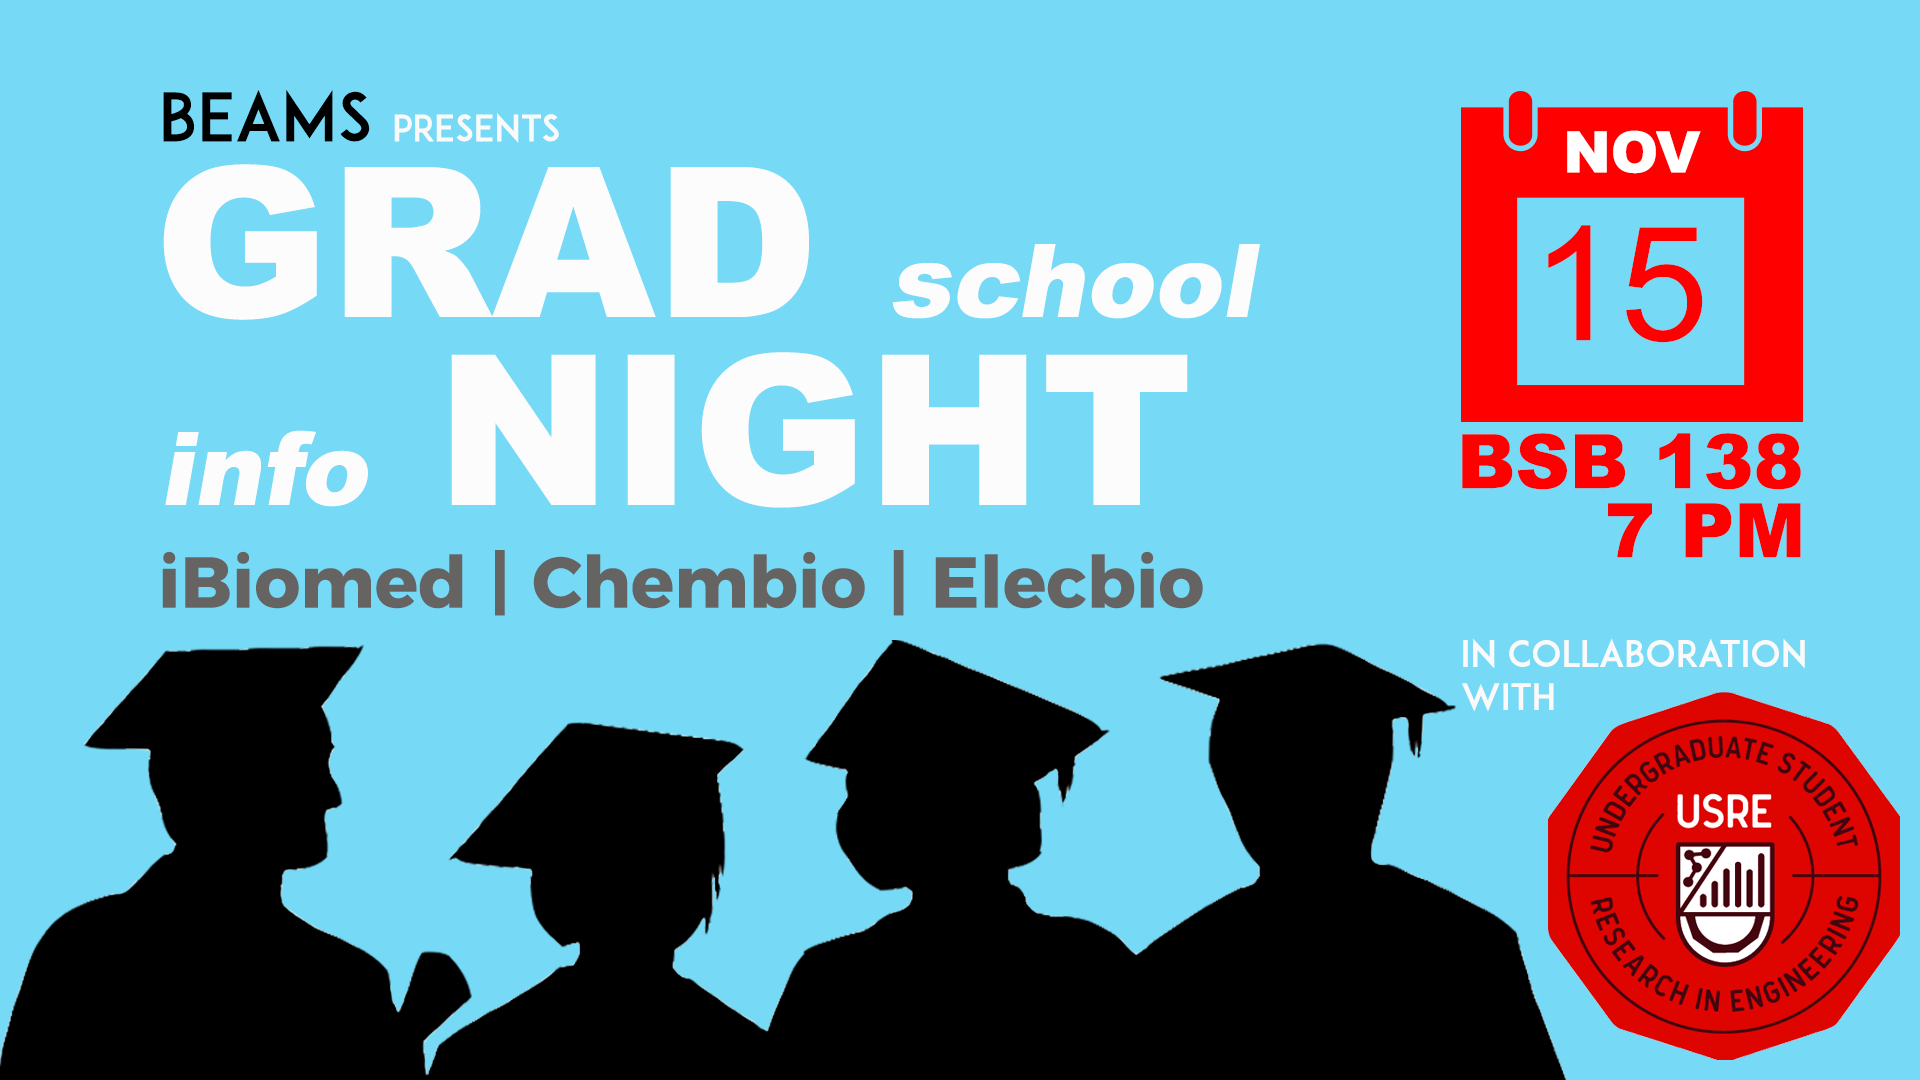 BEAMS PRESENTS
GRAD school
info NIGHT
iBiomed | Chembio | Elecbio
NOV
15
BSB 138
7 PM
IN COLLABORATION
WITH
UNDERGRADUATE STUDENT
USRE
RESEARCH IN ENGINEERING